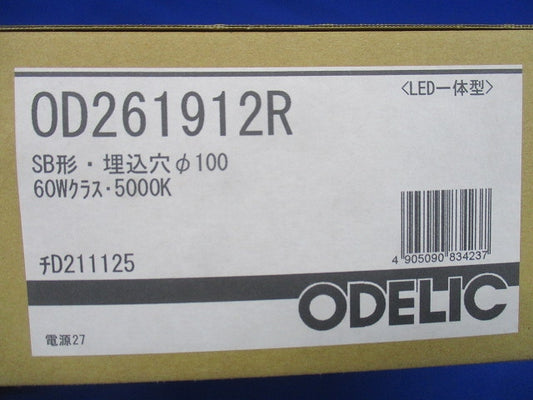 <LED一体型>
OD261912R
SB形・埋込穴φ100
60Wクラス・5000K
4 905090 834237
チD211125
ODELIC
電源27